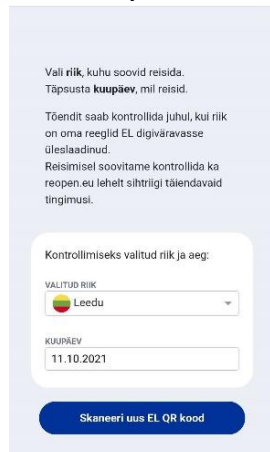 Vali riik, kuhu soovid reisida.
Täpsusta kuupäev, mil reisid.
Tõendit saab kontrollida juhul, kui riik
on oma reeglid EL digiväravasse
üleslaadinud.
Reisimisel soovitame kontrollida ka
reopen.eu lehelt sihtriigi täiendavaid
tingimusi.
Kontrollimiseks valitud riik ja aeg:
VALITUD RIIK
Leedu
KUUPÄEV
11.10.2021
Skaneeri uus EL QR kood